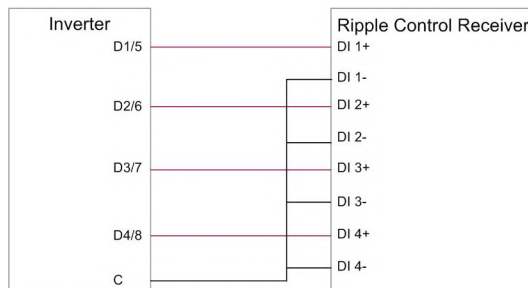 Inverter
D1/5
D2/6
D3/7
D4/8
C
Ripple Control Receiver
DI 1+
DI 1-
DI 2+
DI 2-
DI 3+
DI 3-
DI 4+
DI 4-